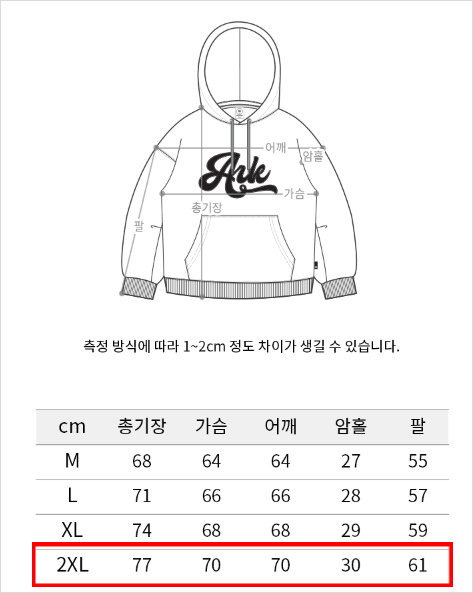 어깨
암홀
Ark
가슴
총기장
팔
측정 방식에 따라 1~2cm 정도 차이가 생길 수 있습니다.
cm 총기장 가슴 어깨 암홀 팔
M 68 64 64 27 55
L 71 66 66 28 57
XL 74 68 68 29 59
2XL 77 70 70 30 61